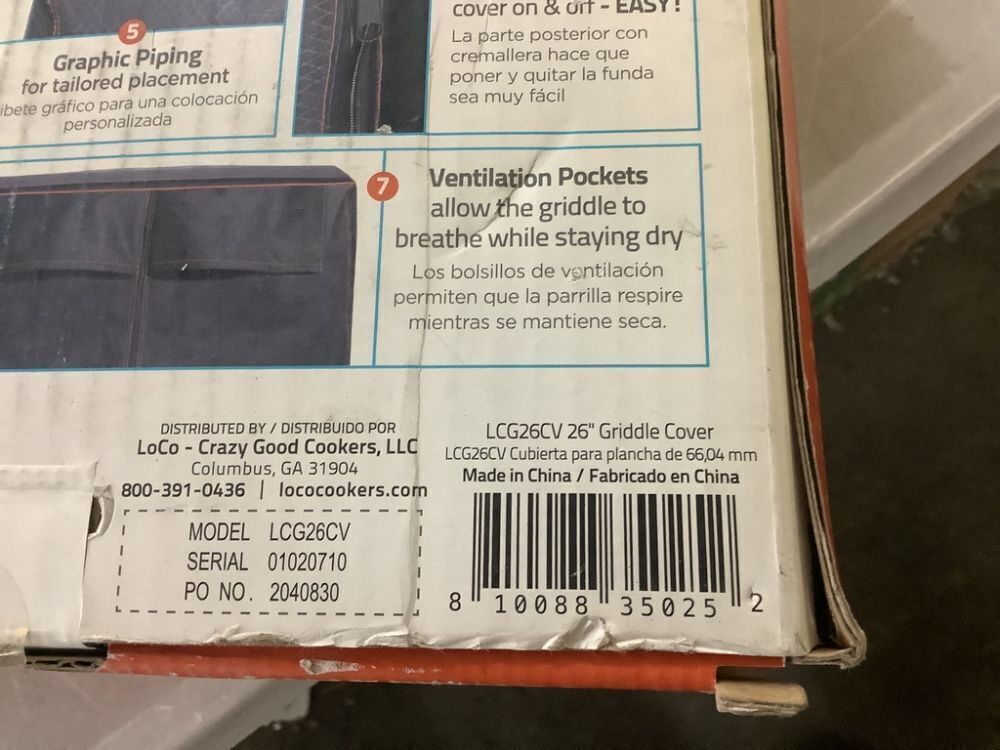 5
Graphic Piping
for tailored placement
ibete gráfico para una colocación
personalizada
cover on & off - EASY!
La parte posterior con
cremallera hace que
poner y quitar la funda
sea muy fácil
7
Ventilation Pockets
allow the griddle to
breathe while staying dry
Los bolsillos de ventilación
permiten que la parrilla respire
mientras se mantiene seca.
DISTRIBUTED BY / DISTRIBUIDO POR
LoCo - Crazy Good Cookers, LLC
Columbus, GA 31904
800-391-0436 | lococookers.com
MODEL LCG26CV
SERIAL 01020710
PO NO. 2040830
LCG26CV 26" Griddle Cover
LCG26CV Cubierta para plancha de 66,04 mm
Made in China / Fabricado en China
8 10088 35025 2